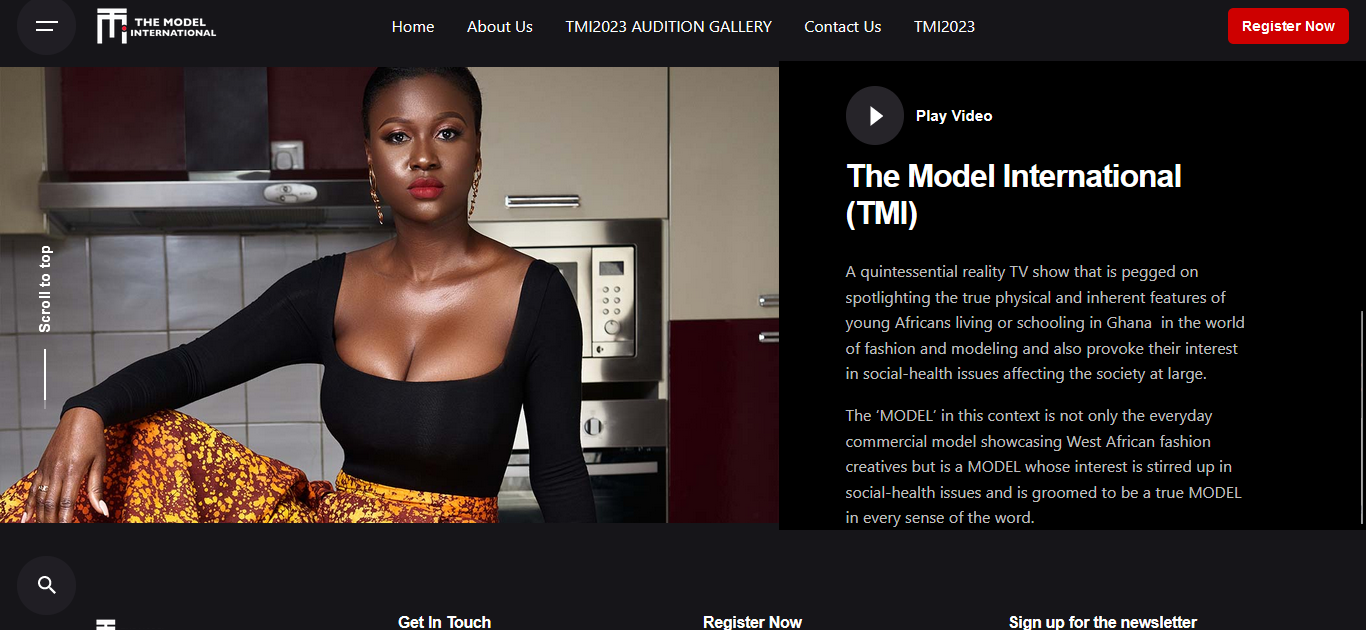 THE MODEL
INTERNATIONAL
Home About Us TMI2023 AUDITION GALLERY Contact Us TMI2023
Register Now
Scroll to top
Play Video
The Model International
(TMI)
A quintessential reality TV show that is pegged on
spotlighting the true physical and inherent features of
young Africans living or schooling in Ghana  in the world
of fashion and modeling and also provoke their interest
in social-health issues affecting the society at large.
The ‘MODEL’ in this context is not only the everyday
commercial model showcasing West African fashion
creatives but is a MODEL whose interest is stirred up in
social-health issues and is groomed to be a true MODEL
in every sense of the word.
Get In Touch
Register Now
Sign up for the newsletter